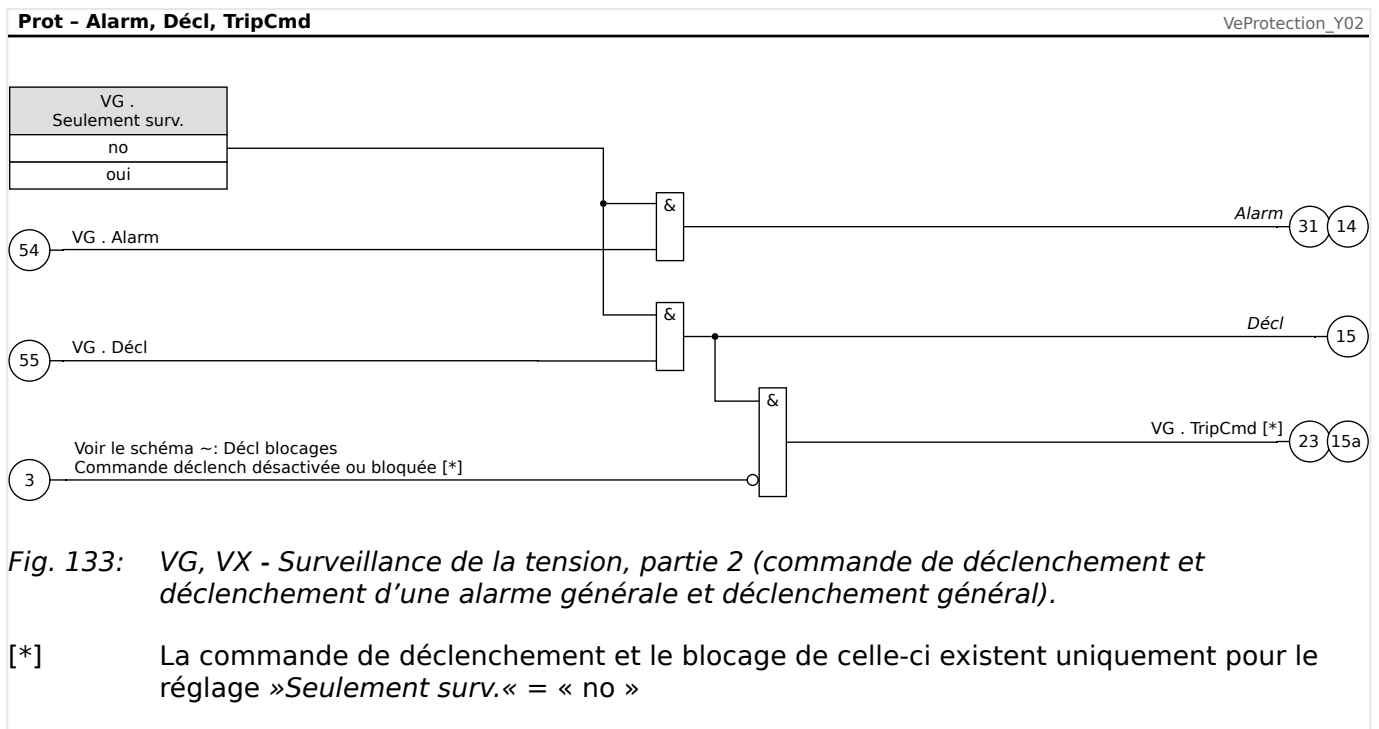 Prot – Alarm, Décl, TripCmd
VeProtection_Y02
VG .
Seulement surv.
no
oui
&
Alarm
31
14
54
VG . Alarm
&
Décl
15
55
VG . Décl
&
VG . TripCmd [*]
23
15a
Voir le schéma ~: Décl blocages
Commande déclench désactivée ou bloquée [*]
3
Fig. 133: VG, VX - Surveillance de la tension, partie 2 (commande de déclenchement et
déclenchement d’une alarme générale et déclenchement général).
[*] La commande de déclenchement et le blocage de celle-ci existent uniquement pour le
réglage »Seulement surv.« = « no »